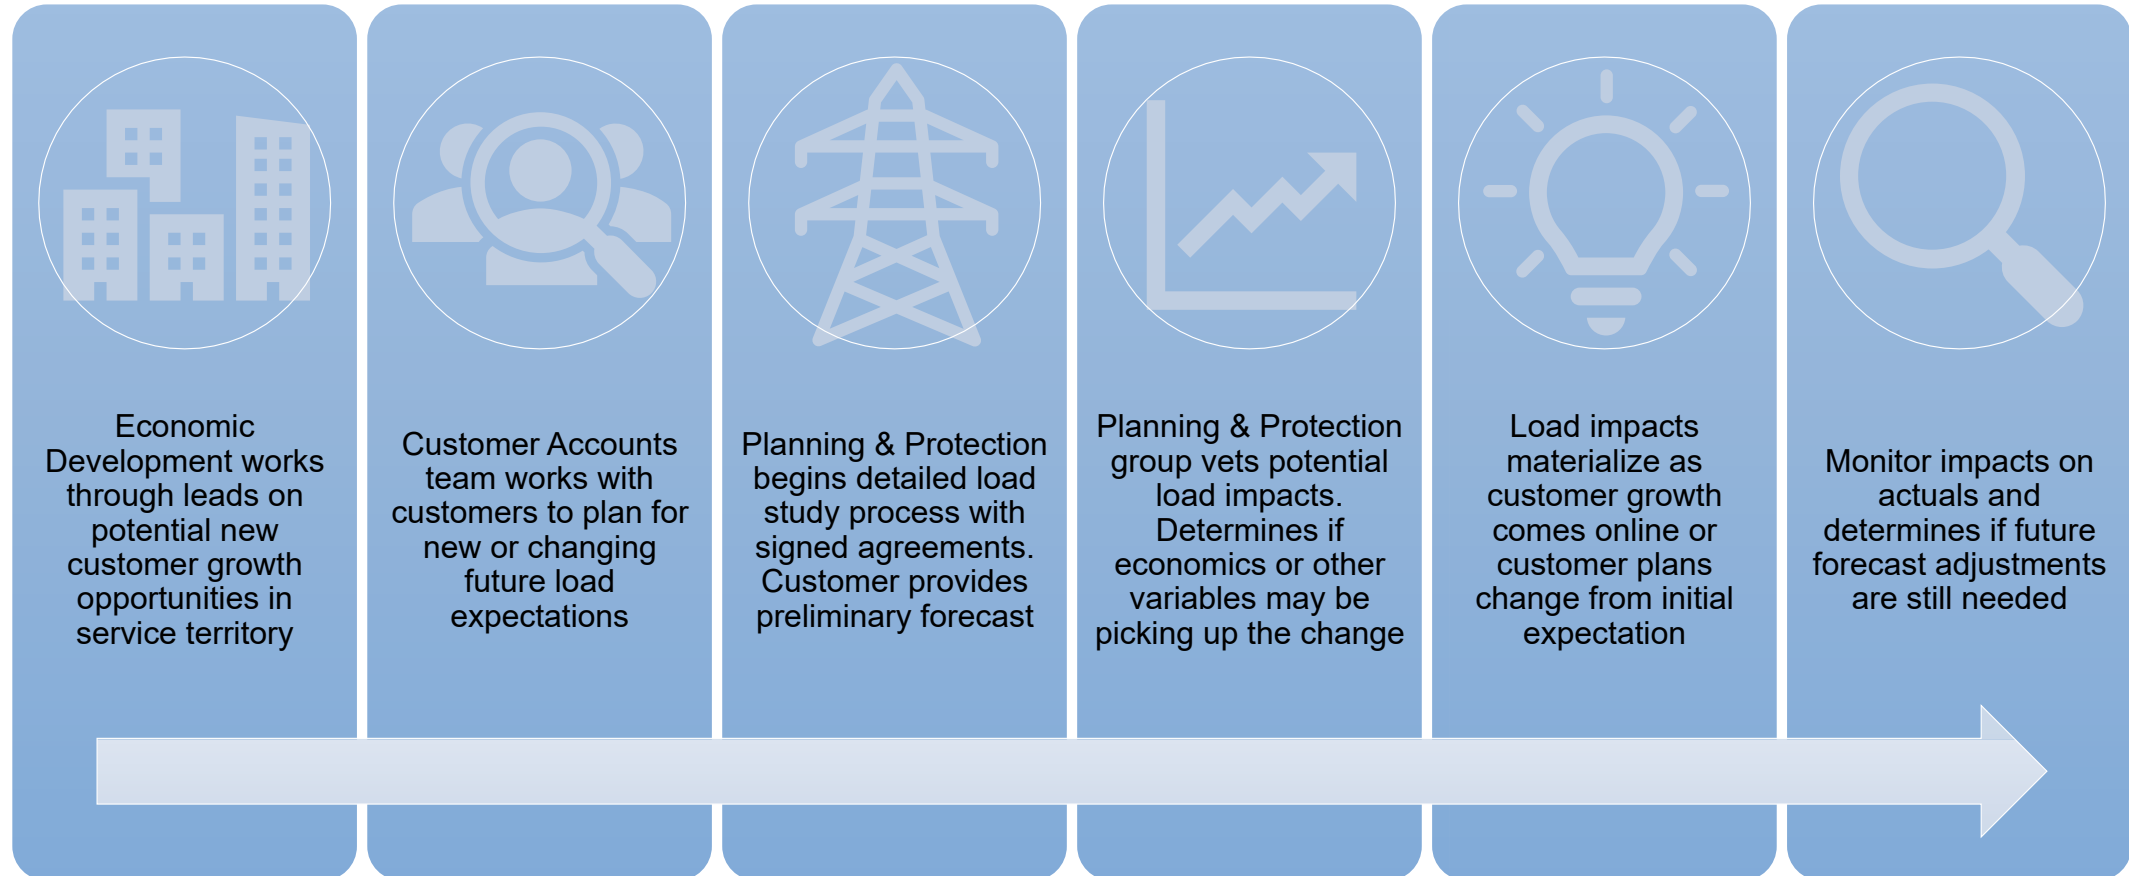 Economic
Development works
through leads on
potential new
customer growth
opportunities in
service territory
Customer Accounts
team works with
customers to plan for
new or changing
future load
expectations
Planning & Protection
begins detailed load
study process with
signed agreements.
Customer provides
preliminary forecast
Planning & Protection
group vets potential
load impacts.
Determines if
economics or other
variables may be
picking up the change
Load impacts
materialize as
customer growth
comes online or
customer plans
change from initial
expectation
Monitor impacts on
actuals and
determines if future
forecast adjustments
are still needed